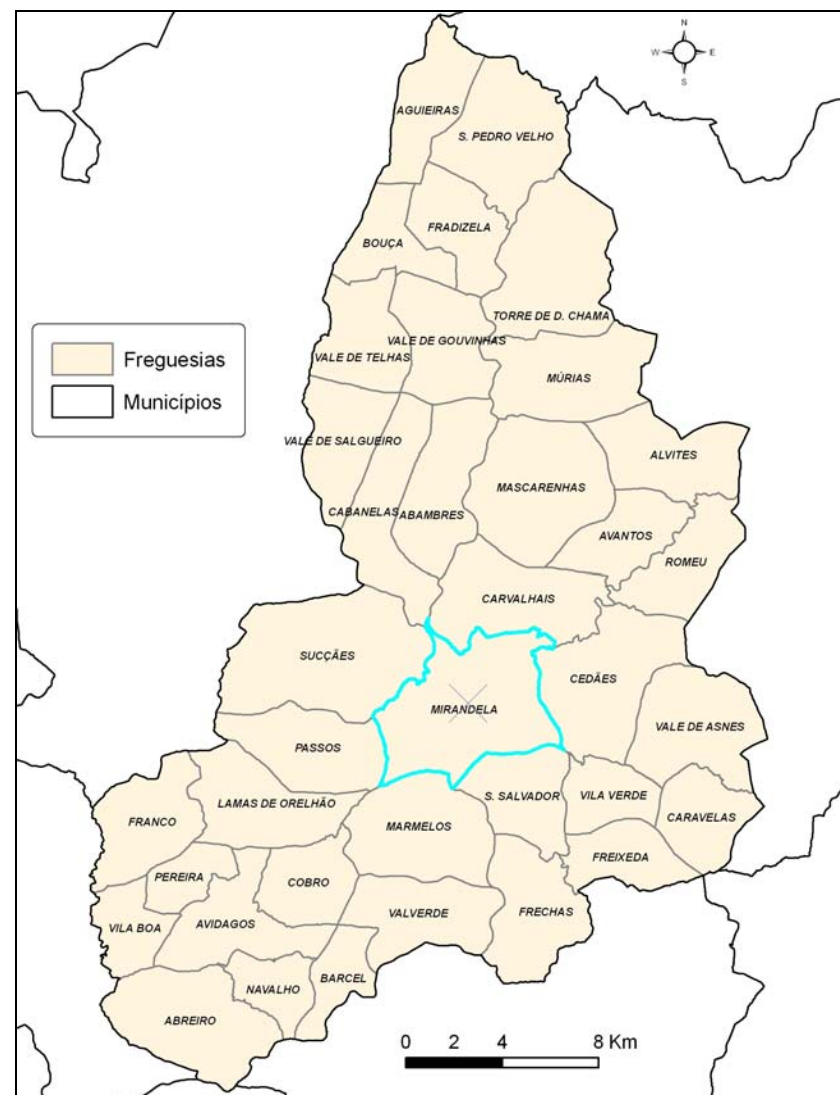 N
W E
S
AGUIEIRAS
S. PEDRO VELHO
FRADIZELA
BOUÇA
TORRE DE D. CHAMA
VALE DE GOUVINHAS
VALE DE TELHAS
MÚRIAS
Freguesias
Municípios
VALE DE SALGUEIRO
ALVITES
MASCARENHAS
CABANELAS
ABAMBRES
AVANTOS
ROMEU
CARVALHAIS
SUCÇÃES
CEDÃES
MIRANDELA
VALE DE ASNES
PASSOS
LAMAS DE ORELHÃO
S. SALVADOR
VILA VERDE
FRANCO
MARMELOS
CARAVELAS
FREIXEDA
PEREIRA
COBRO
VILA BOA
AVIDAGOS
VALVERDE
FRECHAS
BARCEL
NAVALHO
ABREIRO
0 2 4 8 Km